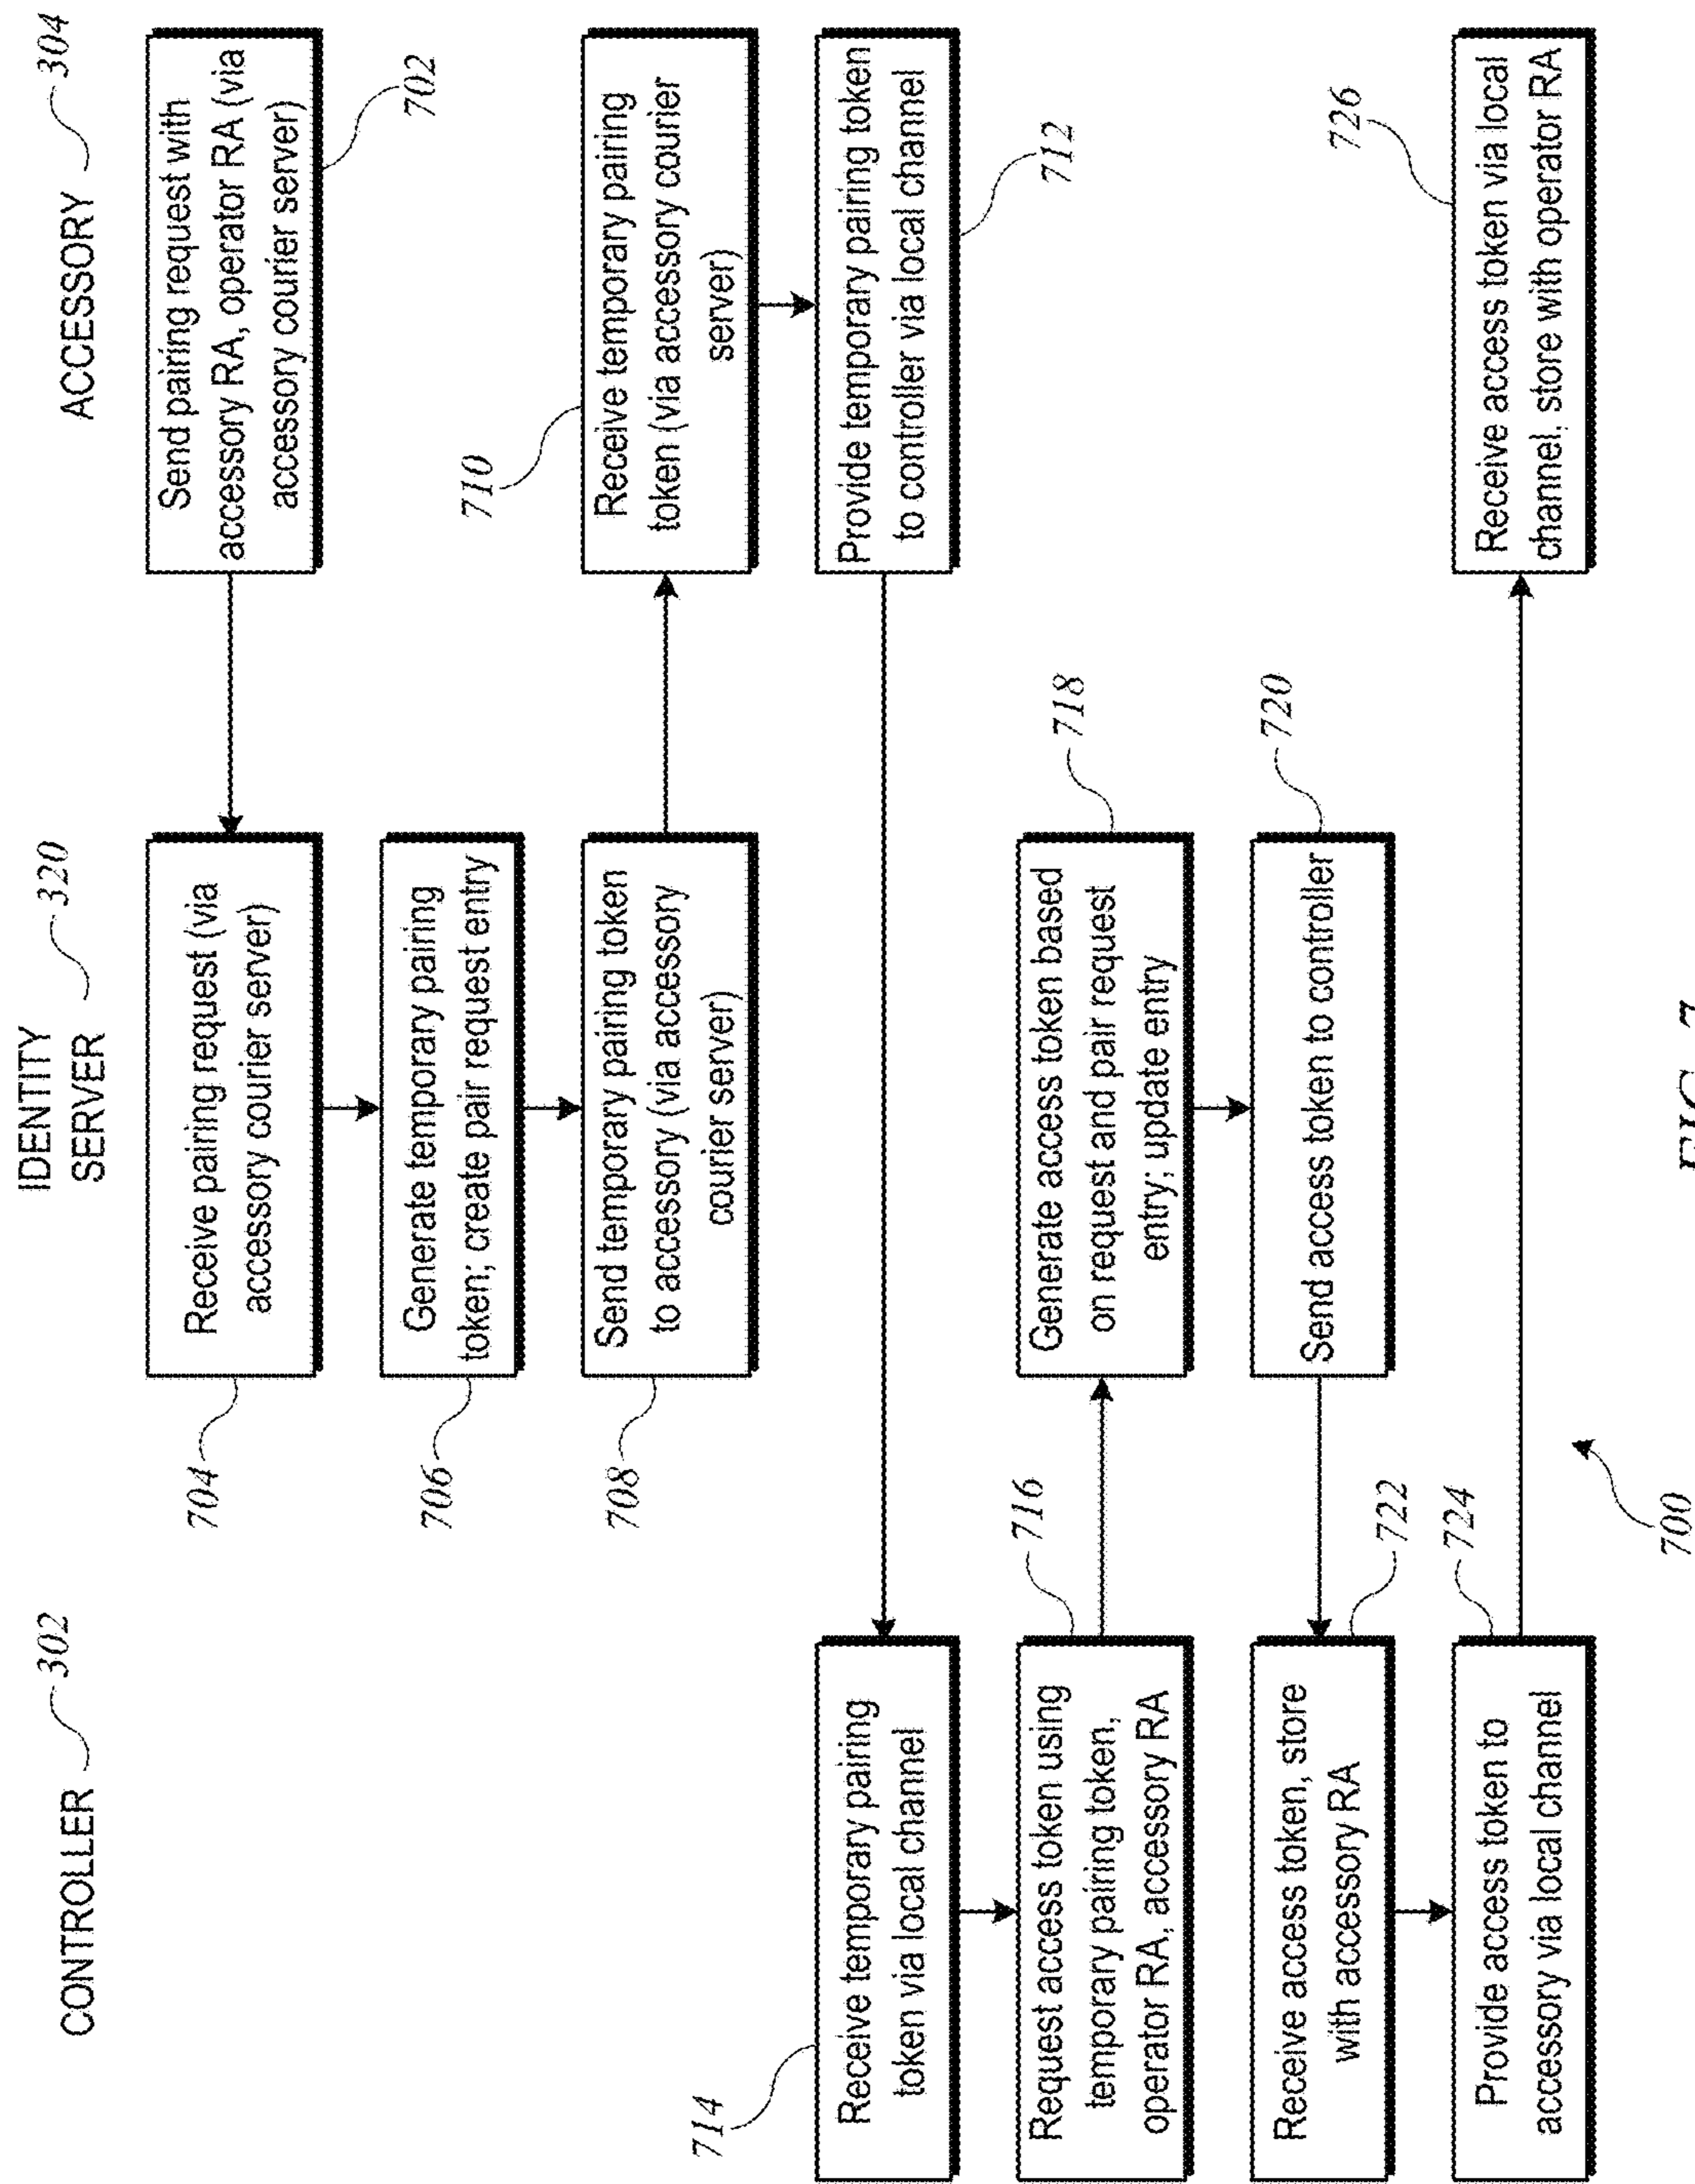 CONTROLLER 302
IDENTITY
SERVER 320
ACCESSORY 304
Send pairing request with
accessory RA, operator RA (via
accessory courier server)
702
704
Receive pairing request (via
accessory courier server)
706
Generate temporary pairing
token; create pair request entry
708
Send temporary pairing token
to accessory (via accessory
courier server)
710
Receive temporary pairing
token (via accessory courier
server)
Provide temporary pairing token
to controller via local channel
712
714
Receive temporary pairing
token via local channel
716
Request access token using
temporary pairing token,
operator RA, accessory RA
718
Generate access token based
on request and pair request
entry; update entry
720
Send access token to controller
Receive access token, store
with accessory RA
722
724
Provide access token to
accessory via local channel
726
Receive access token via local
channel, store with operator RA
700
FIG. 7